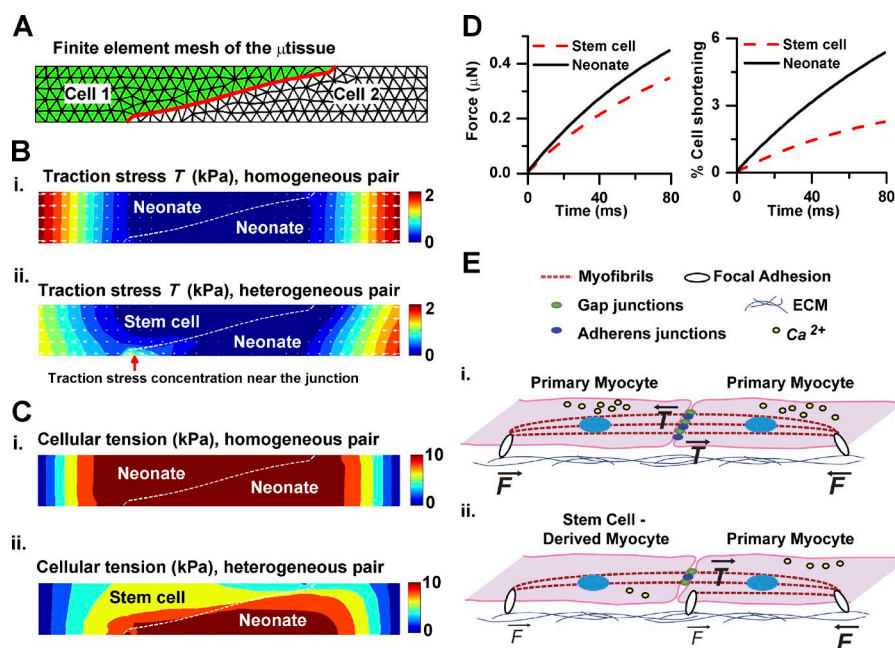 A
Finite element mesh of the μtissue
Cell 1
Cell 2
B
i.
Traction stress T (kPa), homogeneous pair
Neonate
Neonate
2
0
ii.
Traction stress T (kPa), heterogeneous pair
Stem cell
Neonate
2
0
Traction stress concentration near the junction
C
i.
Cellular tension (kPa), homogeneous pair
Neonate
Neonate
10
0
ii.
Cellular tension (kPa), heterogeneous pair
Stem cell
Neonate
10
0
D
Force (μN)
0.4
0.2
0.0
Stem cell
Neonate
0
40
80
Time (ms)
% Cell shortening
6
3
0
Stem cell
Neonate
0
40
80
Time (ms)
E
Myofibrils
Focal Adhesion
Gap junctions
ECM
Adherens junctions
Ca 2+
i.
Primary Myocyte
Primary Myocyte
T
T
F
F
ii.
Stem Cell -
Derived Myocyte
Primary Myocyte
T
F
F
F